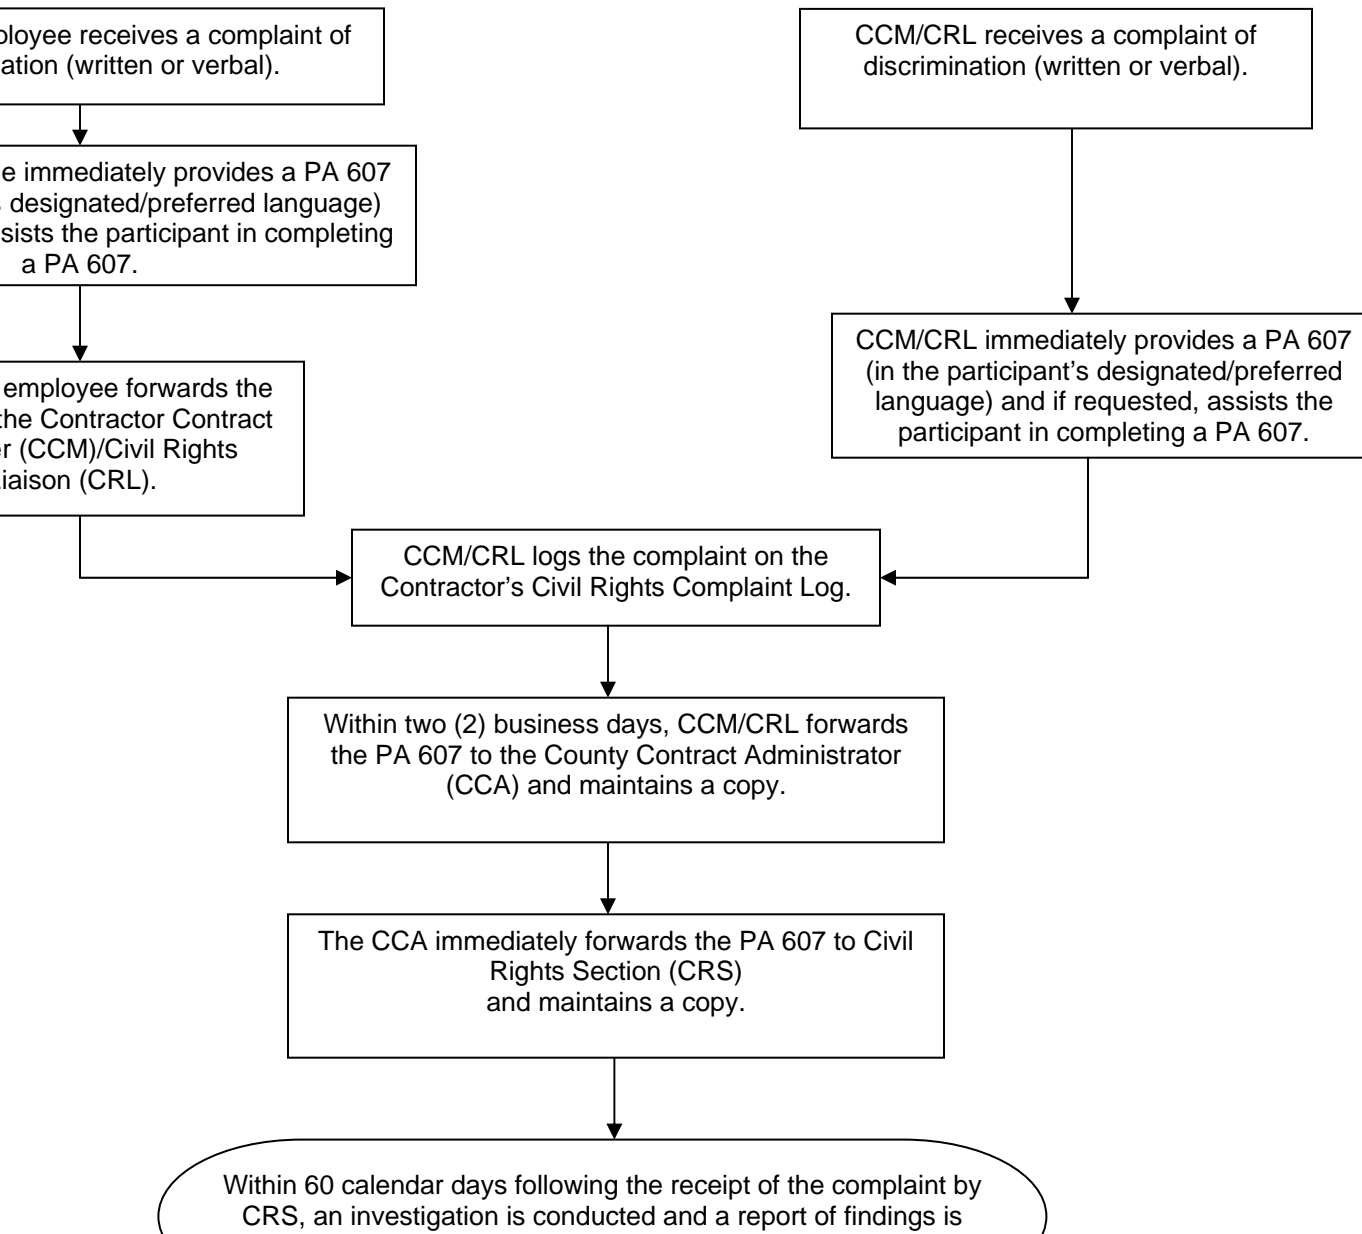 receives a complaint of
(written or verbal).
CCM/CRL receives a complaint of
discrimination (written or verbal).
immediately provides a PA 607
designated/preferred language)
the participant in completing
a PA 607.
employee forwards the
the Contractor Contract
(CCM)/Civil Rights
(CRL).
CCM/CRL immediately provides a PA 607
(in the participant’s designated/preferred
language) and if requested, assists the
participant in completing a PA 607.
CCM/CRL logs the complaint on the
Contractor’s Civil Rights Complaint Log.
Within two (2) business days, CCM/CRL forwards
the PA 607 to the County Contract Administrator
(CCA) and maintains a copy.
The CCA immediately forwards the PA 607 to Civil
Rights Section (CRS)
and maintains a copy.
Within 60 calendar days following the receipt of the complaint by
CRS, an investigation is conducted and a report of findings is